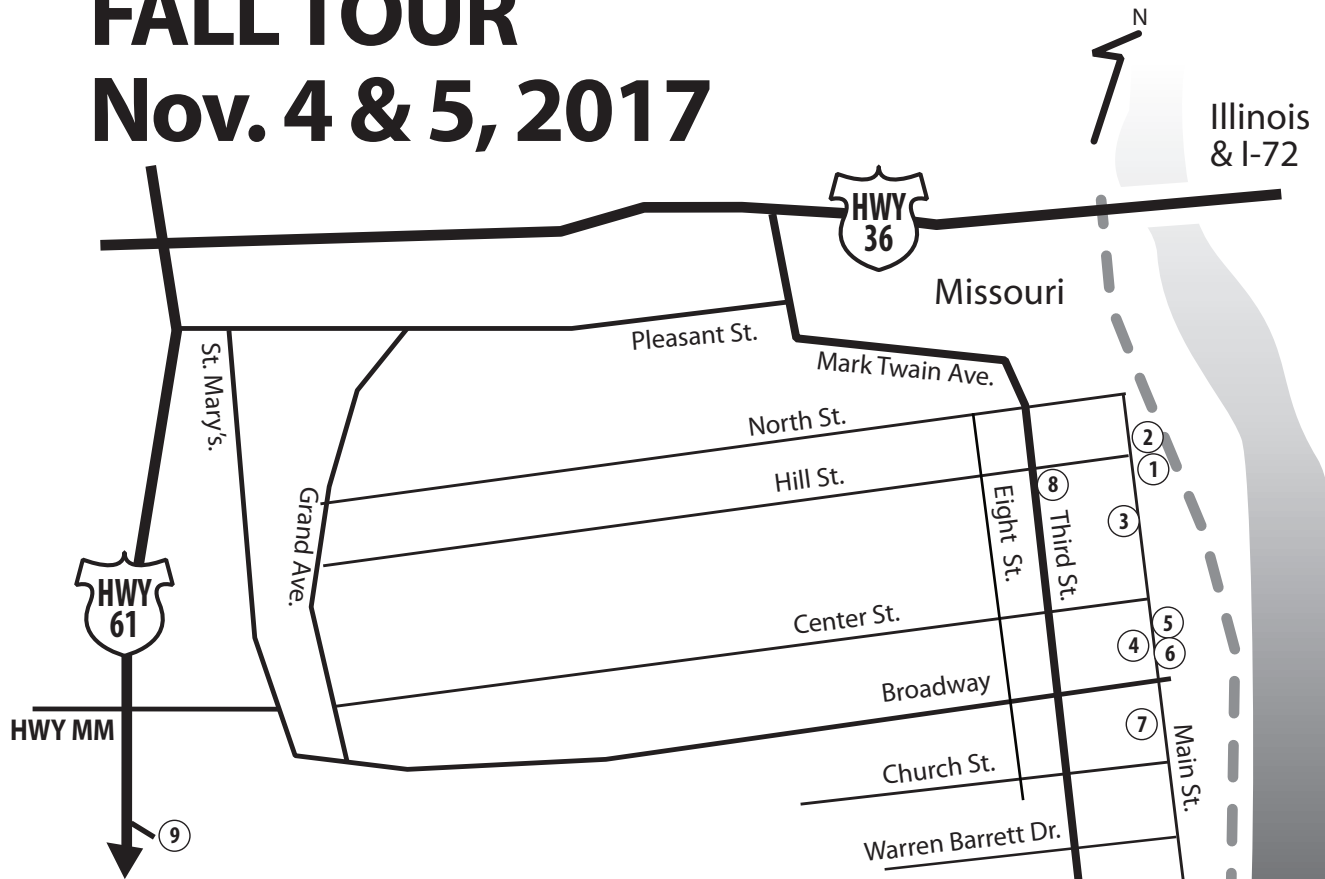 FALL TOUR
Nov. 4 & 5, 2017
N
Illinois
& I-72
HWY
36
Missouri
Pleasant St.
Mark Twain Ave.
St. Mary's.
North St.
Hill St.
Grand Ave.
Eight St.
Third St.
2
1
8
3
HWY
61
Center St.
5
4
6
Broadway
HWY MM
7
Main St.
Church St.
9
Warren Barrett Dr.